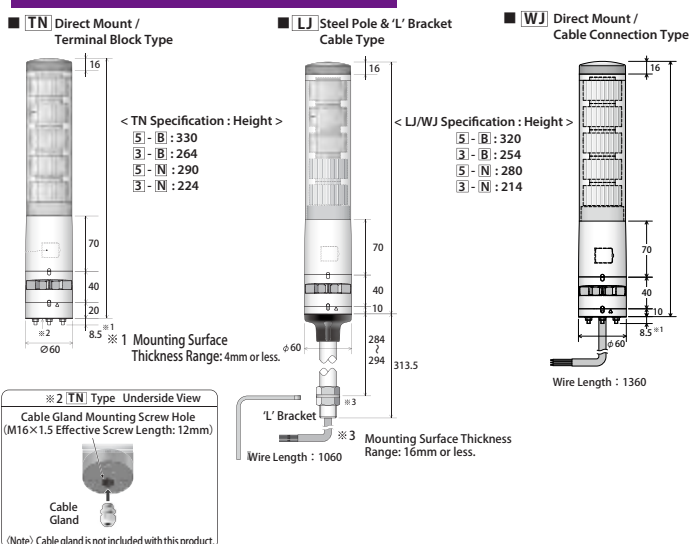 ■ TN Direct Mount /
Terminal Block Type
16
70
40
20
8.5 ※1
※2
Ø60
< TN Specification : Height >
5 - B : 330
3 - B : 264
5 - N : 290
3 - N : 224
※1 Mounting Surface
Thickness Range: 4mm or less.
■ LJ Steel Pole & ‘L’ Bracket
Cable Type
16
70
40
10
ϕ60
284
~
294
313.5
※3
‘L’ Bracket
※3 Mounting Surface Thickness
Range: 16mm or less.
Wire Length：1060
< LJ/WJ Specification : Height >
5 - B : 320
3 - B : 254
5 - N : 280
3 - N : 214
■ WJ Direct Mount /
Cable Connection Type
16
70
40
10
8.5 ※1
ϕ60
Wire Length：1360
※2 TN Type Underside View
Cable Gland Mounting Screw Hole
(M16×1.5 Effective Screw Length: 12mm)
Cable
Gland
〈Note〉 Cable gland is not included with this product.